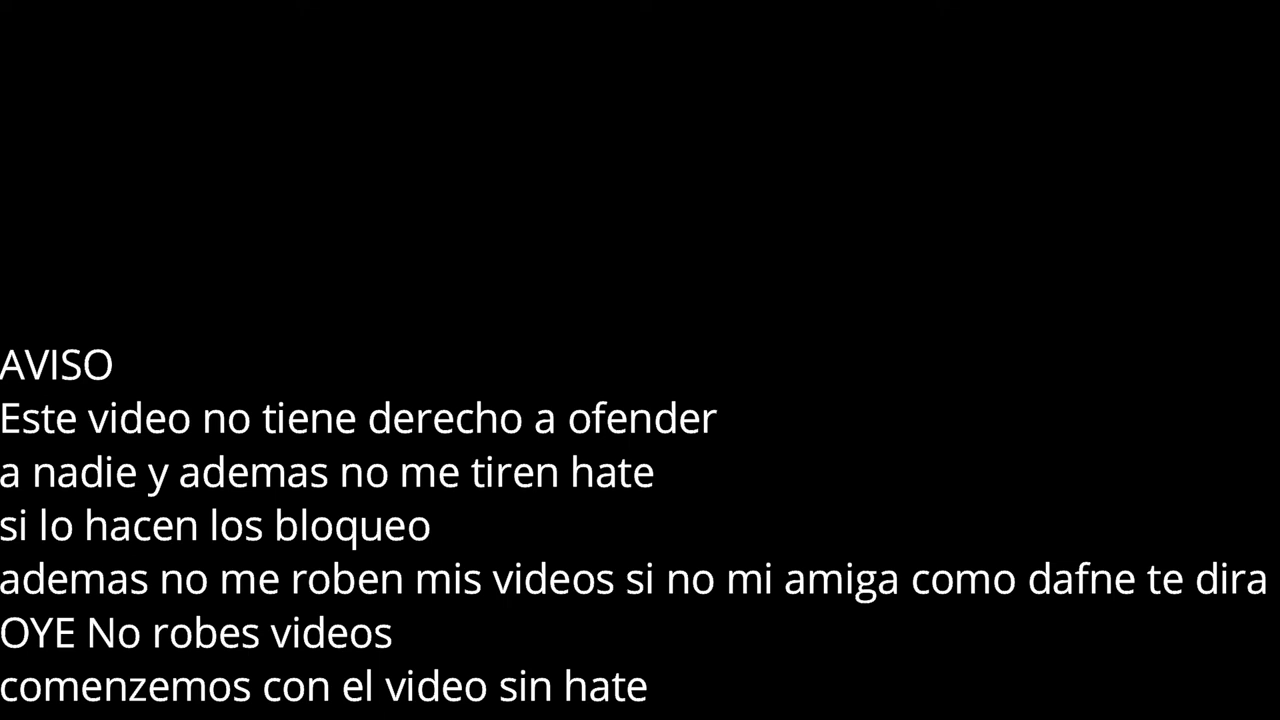 AVISO
Este video no tiene derecho a ofender
a nadie y ademas no me tiren hate
si lo hacen los bloqueo
ademas no me roben mis videos si no mi amiga como dafne te dira
OYE No robes videos
comenzemos con el video sin hate